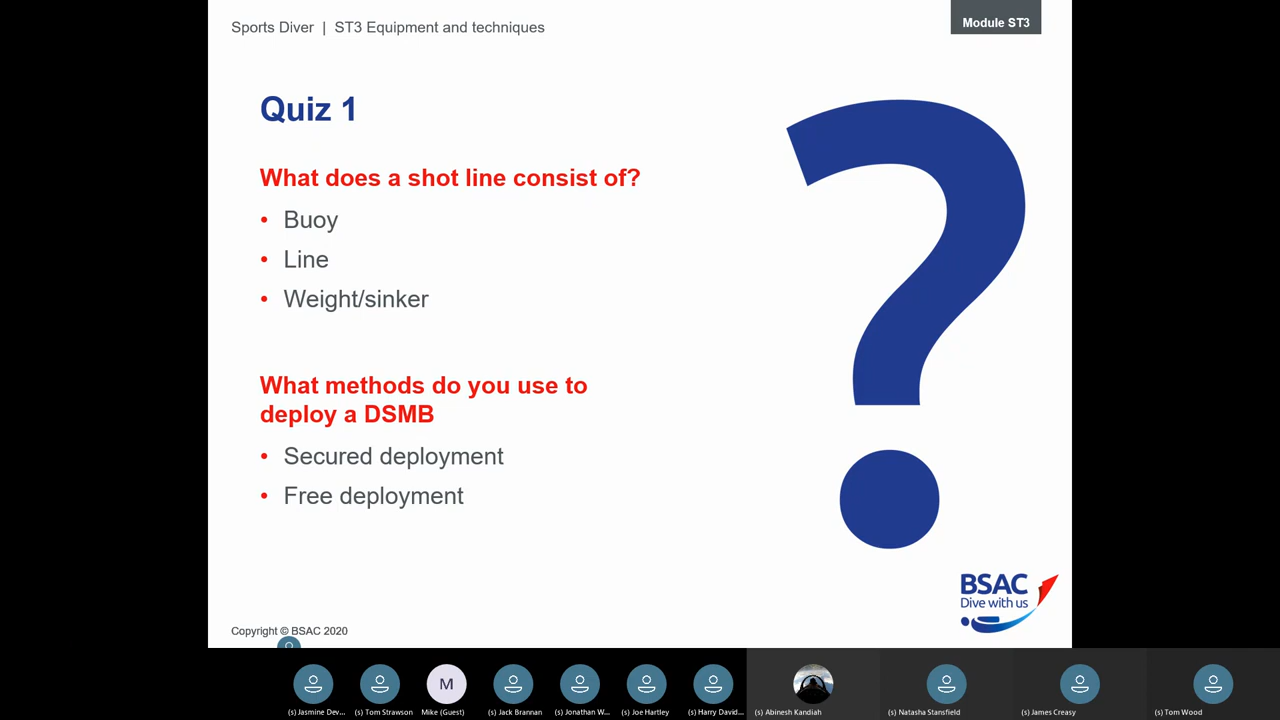 Sports Diver | ST3 Equipment and techniques
Module ST3
Quiz 1
What does a shot line consist of?
• Buoy
• Line
• Weight/sinker
What methods do you use to
deploy a DSMB
• Secured deployment
• Free deployment
BSAC
Dive with us
Copyright © BSAC 2020
M
(s) Jasmine Dev...
(s) Tom Strawson
Mike (Guest)
(s) Jack Brannan
(s) Jonathan W...
(s) Joe Hartley
(s) Harry David...
(s) Abinesh Kandiah
(s) Natasha Stansfield
(s) James Creasy
(s) Tom Wood